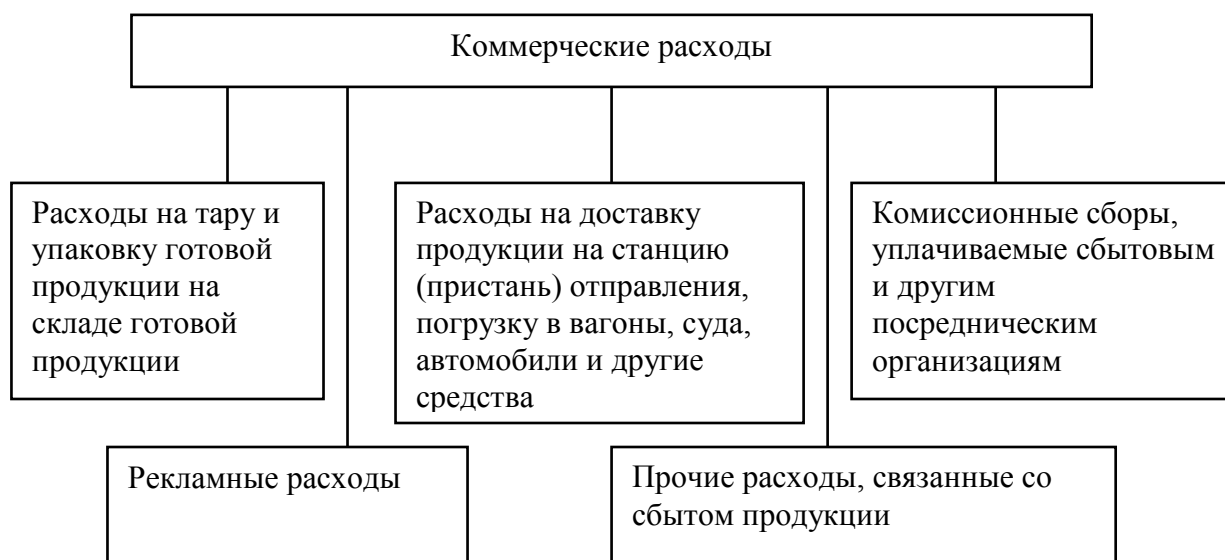 Коммерческие расходы
Расходы на тару и
упаковку готовой
продукции на
складе готовой
продукции
Расходы на доставку
продукции на станцию
(пристань) отправления,
погрузку в вагоны, суда,
автомобили и другие
средства
Комиссионные сборы,
уплачиваемые сбытовым
и другим
посредническим
организациям
Рекламные расходы
Прочие расходы, связанные со
сбытом продукции